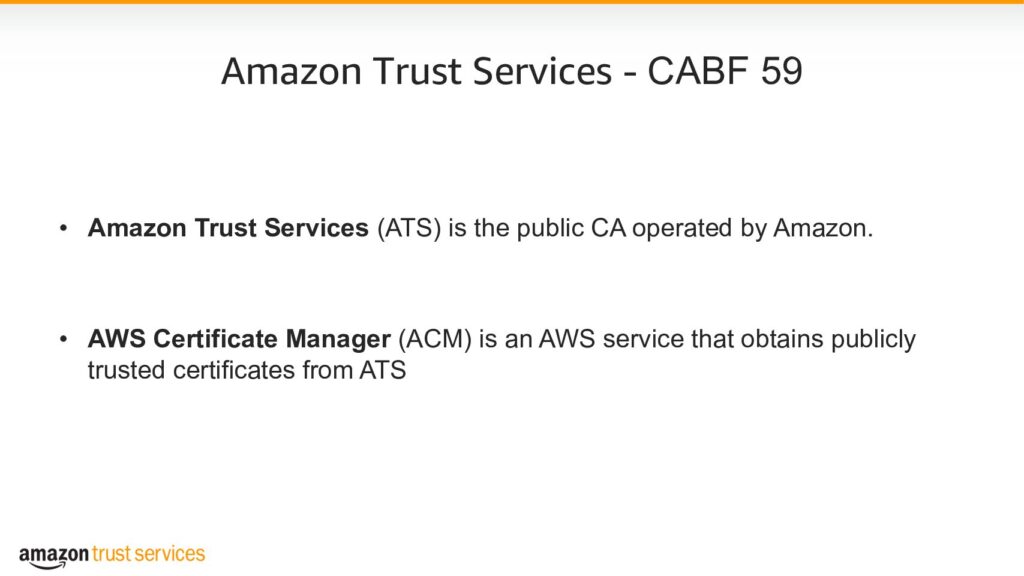 Amazon Trust Services - CABF 59
• Amazon Trust Services (ATS) is the public CA operated by Amazon.
• AWS Certificate Manager (ACM) is an AWS service that obtains publicly
trusted certificates from ATS
amazon trust services